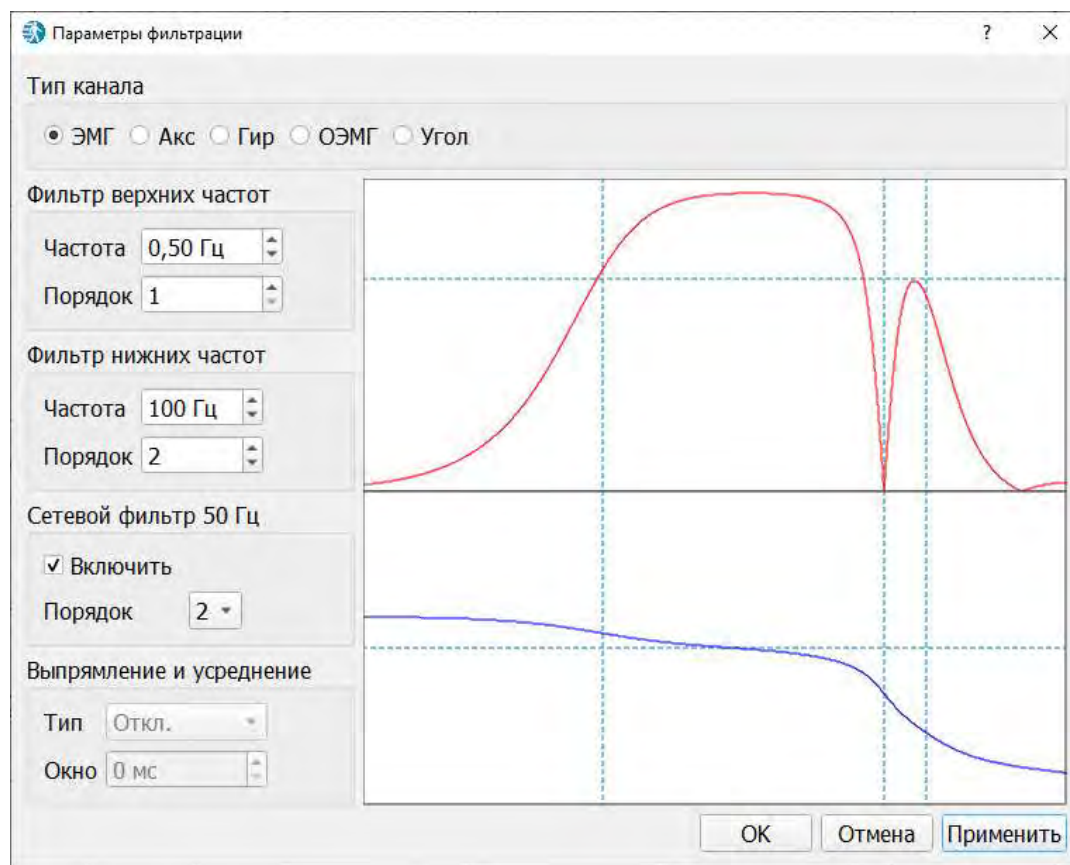 Параметры фильтрации ?
Тип канала
ЭМГ Акс Гир ОЭМГ Угол
Фильтр верхних частот
Частота 0,50 Гц
Порядок 1
Фильтр нижних частот
Частота 100 Гц
Порядок 2
Сетевой фильтр 50 Гц
Включить
Порядок 2
Выпрямление и усреднение
Тип Откл.
Окно 0 мс
OK Отмена Применить